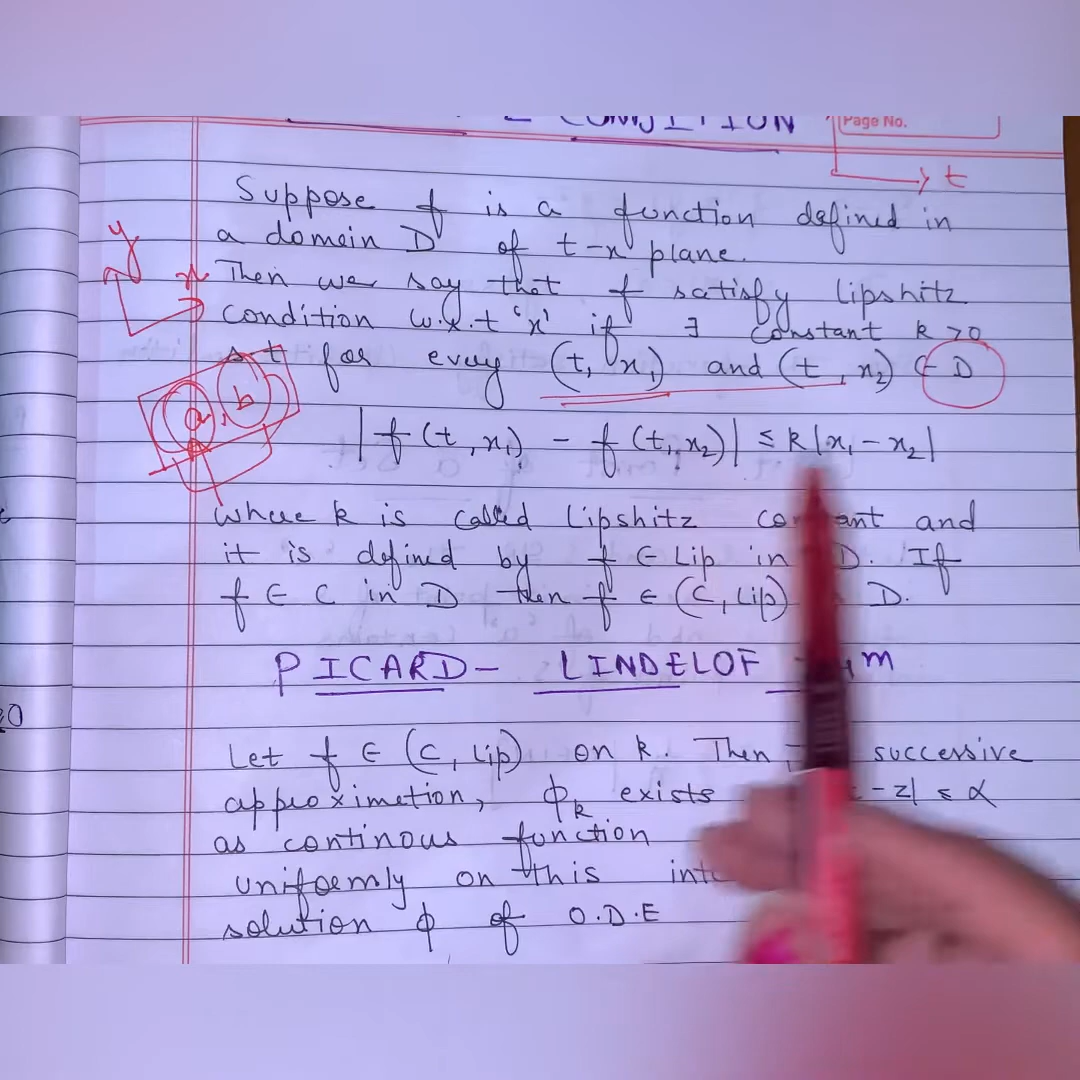 CONDITION
Page No.
t
Suppose f is a function defined in
a domain D of t-x plane.
y
x Then we say that f satisfy Lipshitz
condition w.r.t 'x' if ∃ constant k >0
s.t for every (t, x₁) and (t, x₂) ∈ D
a, b
|f(t, x₁) - f(t, x₂)| ≤ k|x₁ - x₂|
where k is called Lipshitz and
it is defined by f ∈ Lip in D. If
f ∈ C in D then f ∈ (C, Lip) D.
PICARD- LINDELOF
Let f ∈ (C, Lip) on k. Then successive
approximation, ϕₖ exists -z| ≤ α
as continous function
uniformly on this
solution ϕ of O.D.E